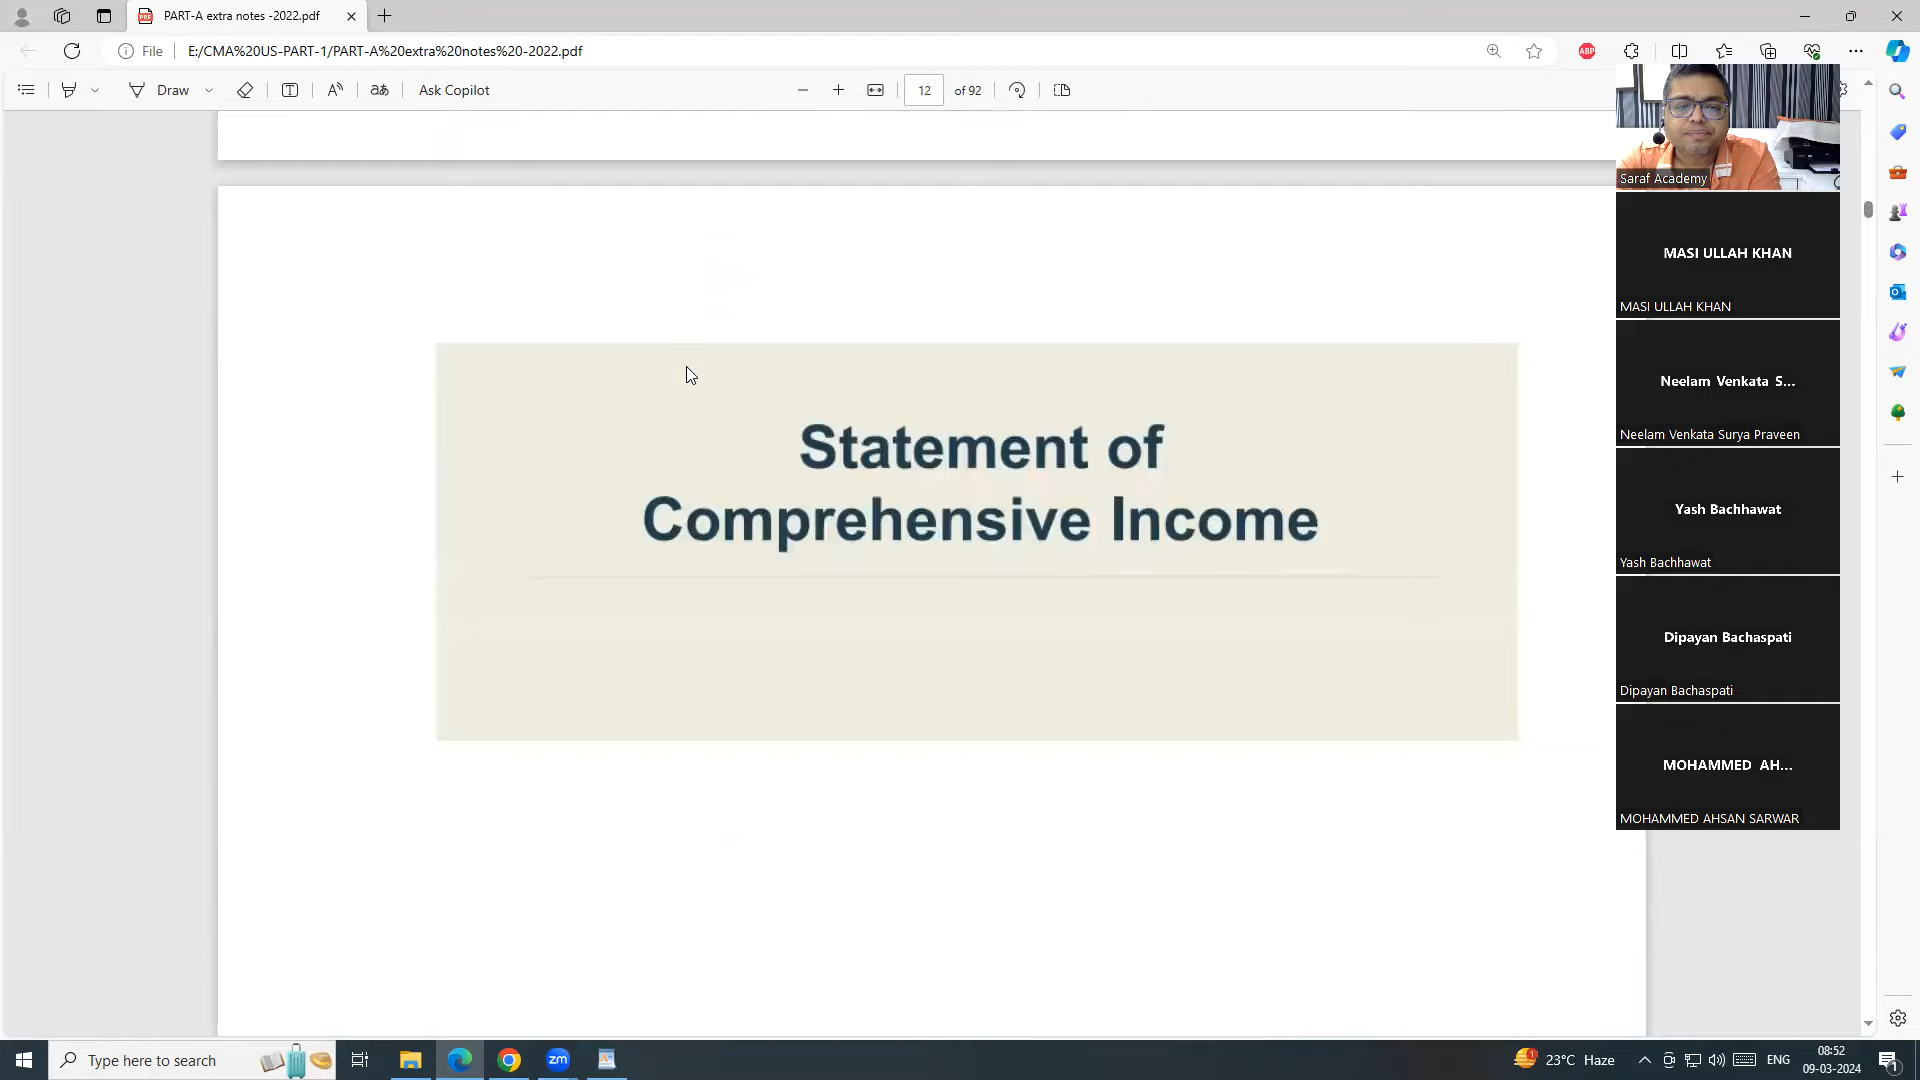 PART-A extra notes -2022.pdf
File
E:/CMA%20US-PART-1/PART-A%20extra%20notes%20-2022.pdf
ABP
Draw
Ask Copilot
12 of 92
Statement of
Comprehensive Income
Saraf Academy
MASI ULLAH KHAN
MASI ULLAH KHAN
Neelam Venkata S...
Neelam Venkata Surya Praveen
Yash Bachhawat
Yash Bachhawat
Dipayan Bachaspati
Dipayan Bachaspati
MOHAMMED AH...
MOHAMMED AHSAN SARWAR
Type here to search
zm
23°C Haze
ENG
08:52
09-03-2024